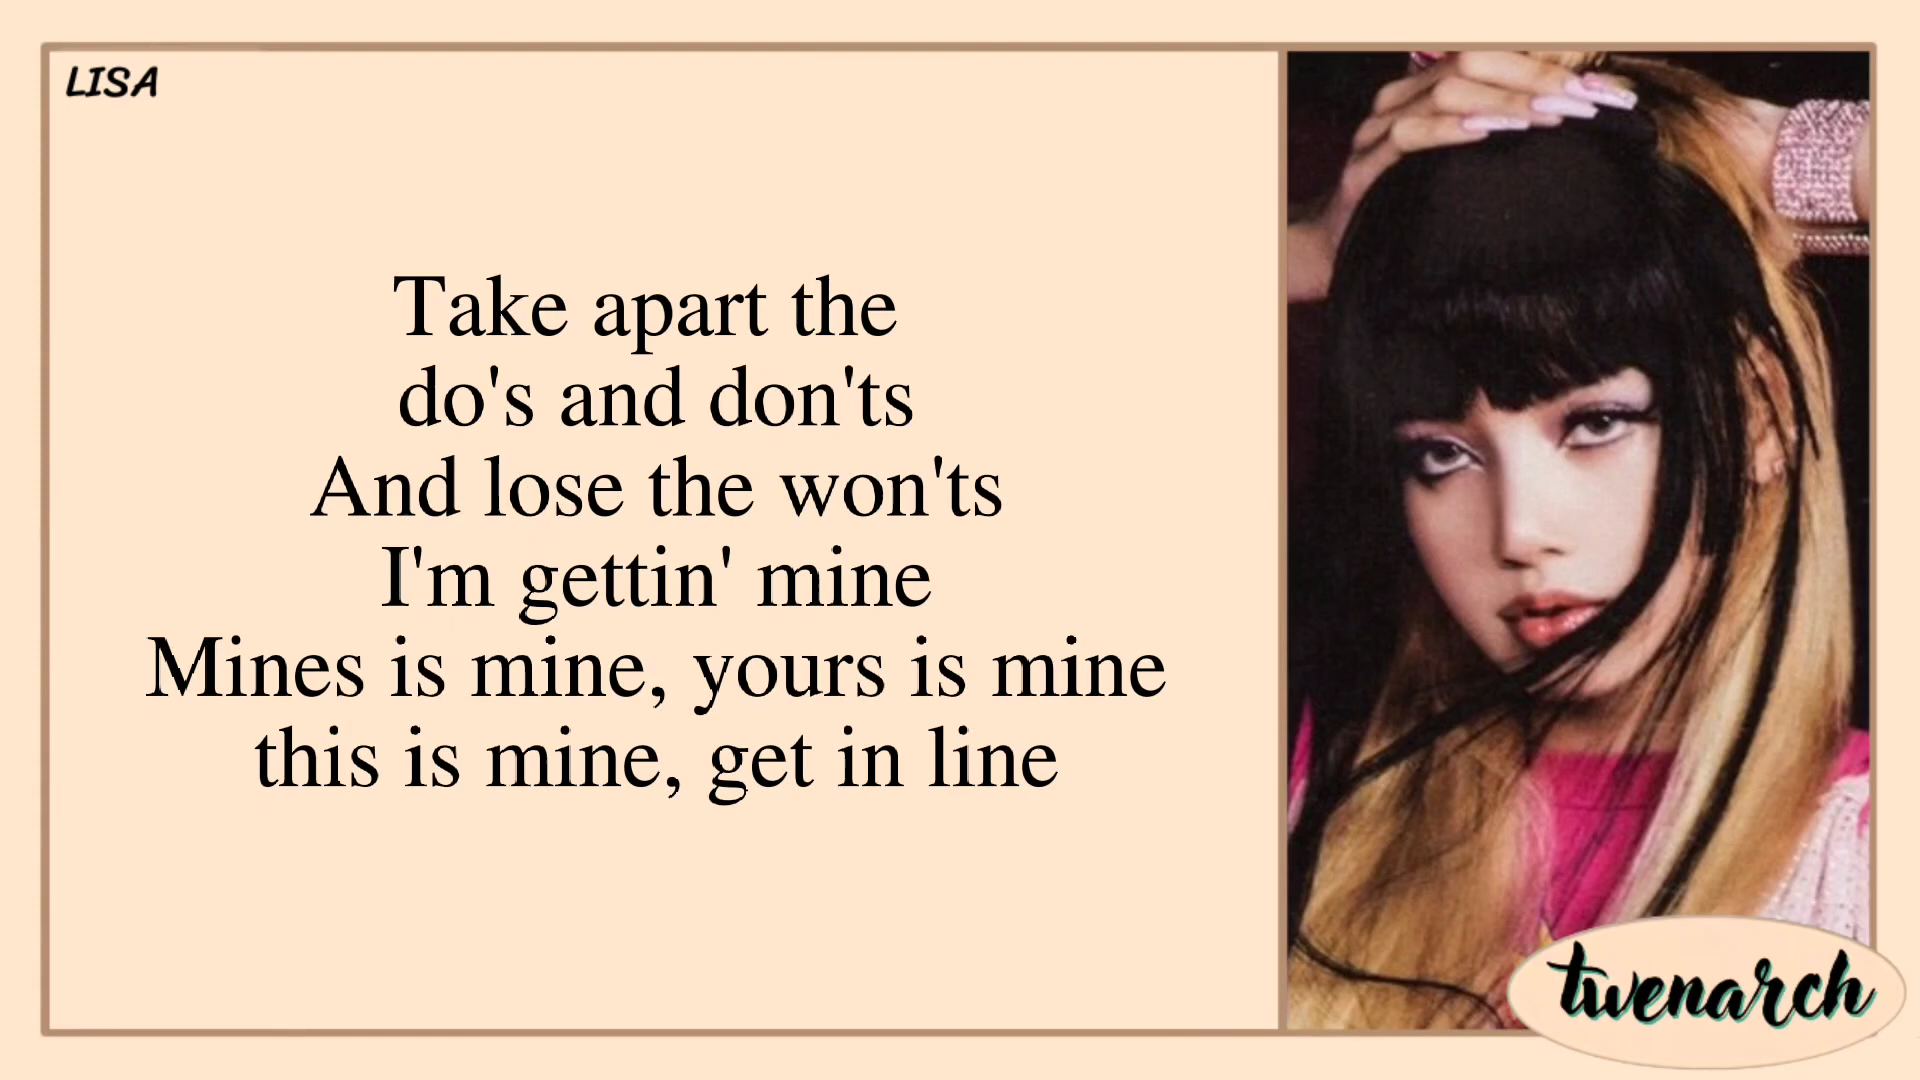 LISA
Take apart the
do's and don'ts
And lose the won'ts
I'm gettin' mine
Mines is mine, yours is mine
this is mine, get in line
twenarch